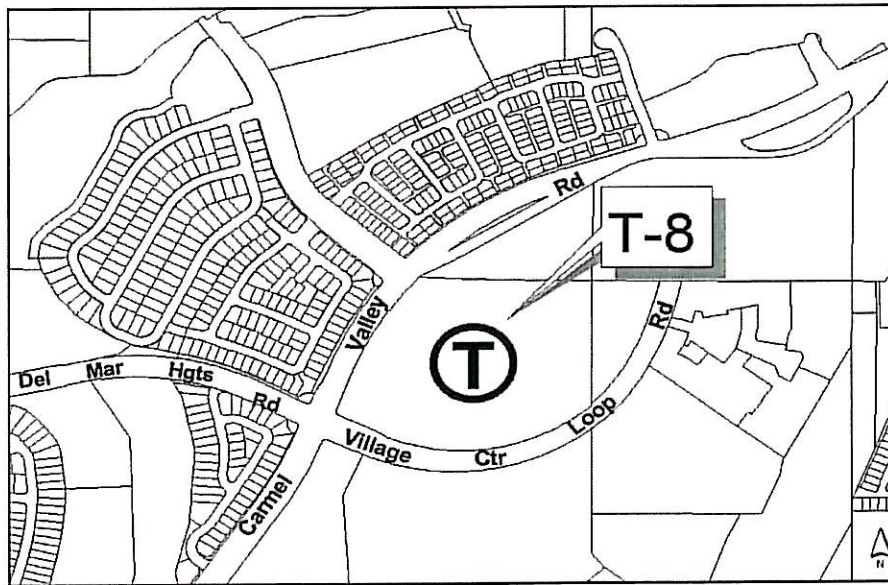 Rd
T-8
Valley
Rd
T
Del Mar Hgts
Rd
Loop
Village Ctr
Carmel
N